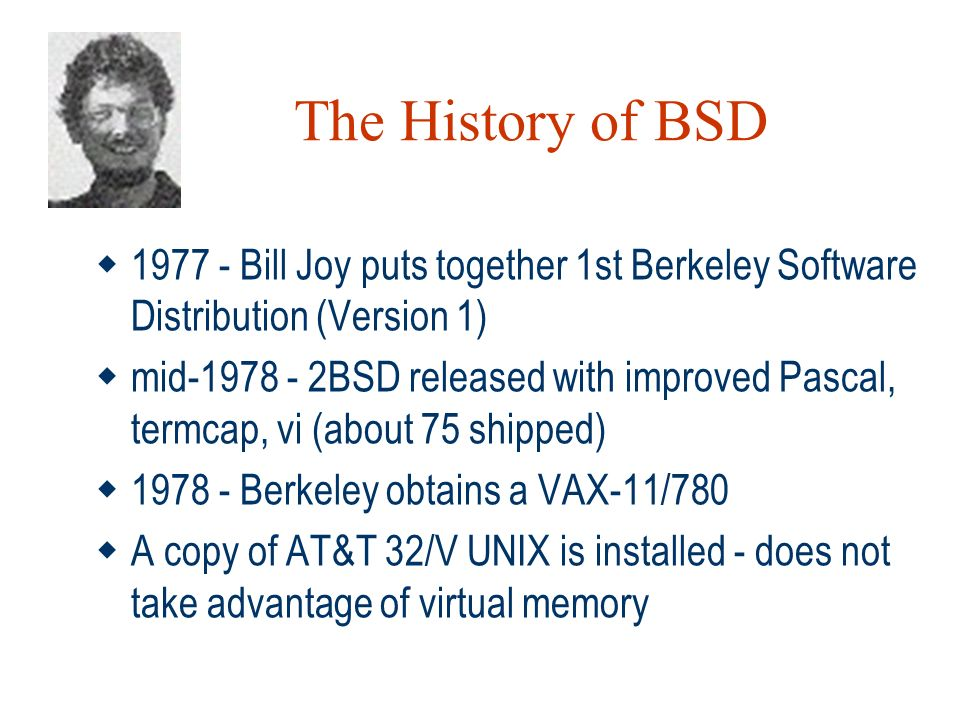 The History of BSD
1977 - Bill Joy puts together 1st Berkeley Software
Distribution (Version 1)
mid-1978 - 2BSD released with improved Pascal,
termcap, vi (about 75 shipped)
1978 - Berkeley obtains a VAX-11/780
A copy of AT&T 32/V UNIX is installed - does not
take advantage of virtual memory